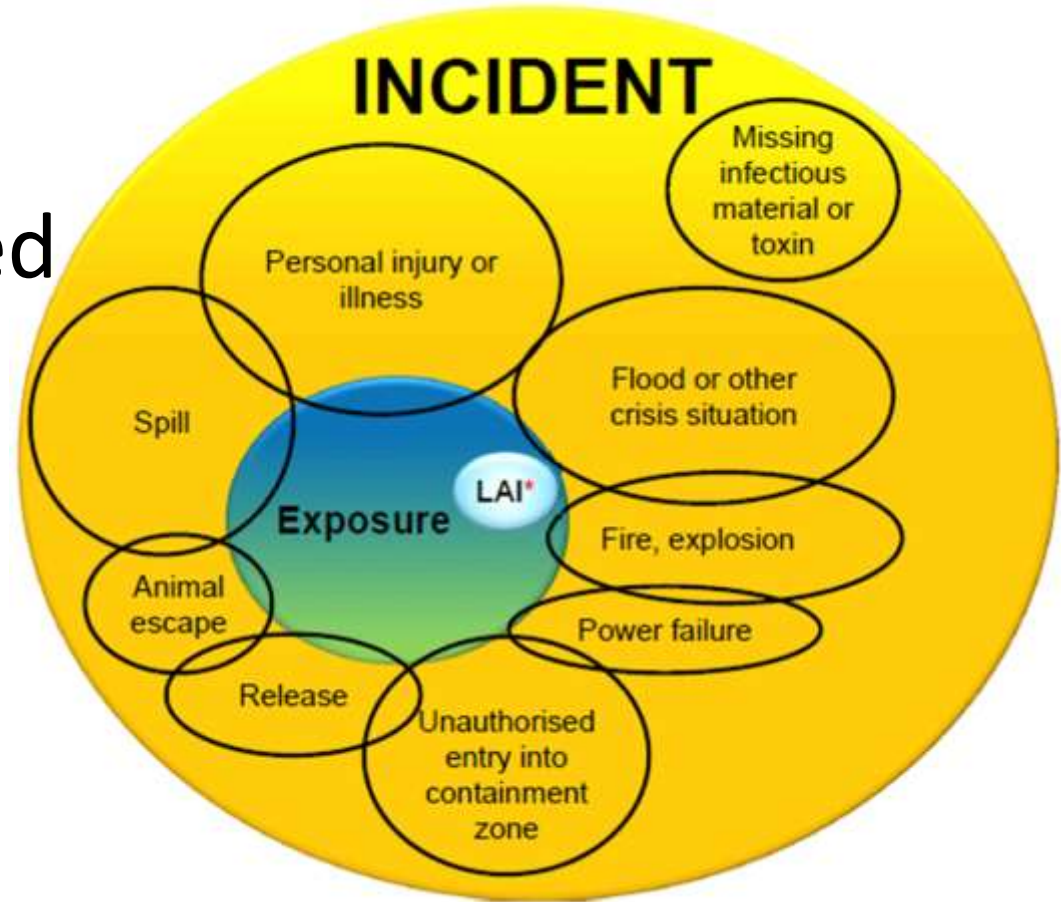 INCIDENT
Missing
infectious
material or
toxin
ed
Personal injury or
illness
Flood or other
crisis situation
Spill
LAI*
Exposure
Fire, explosion
Animal
escape
Power failure
Release
Unauthorised
entry into
containment
zone